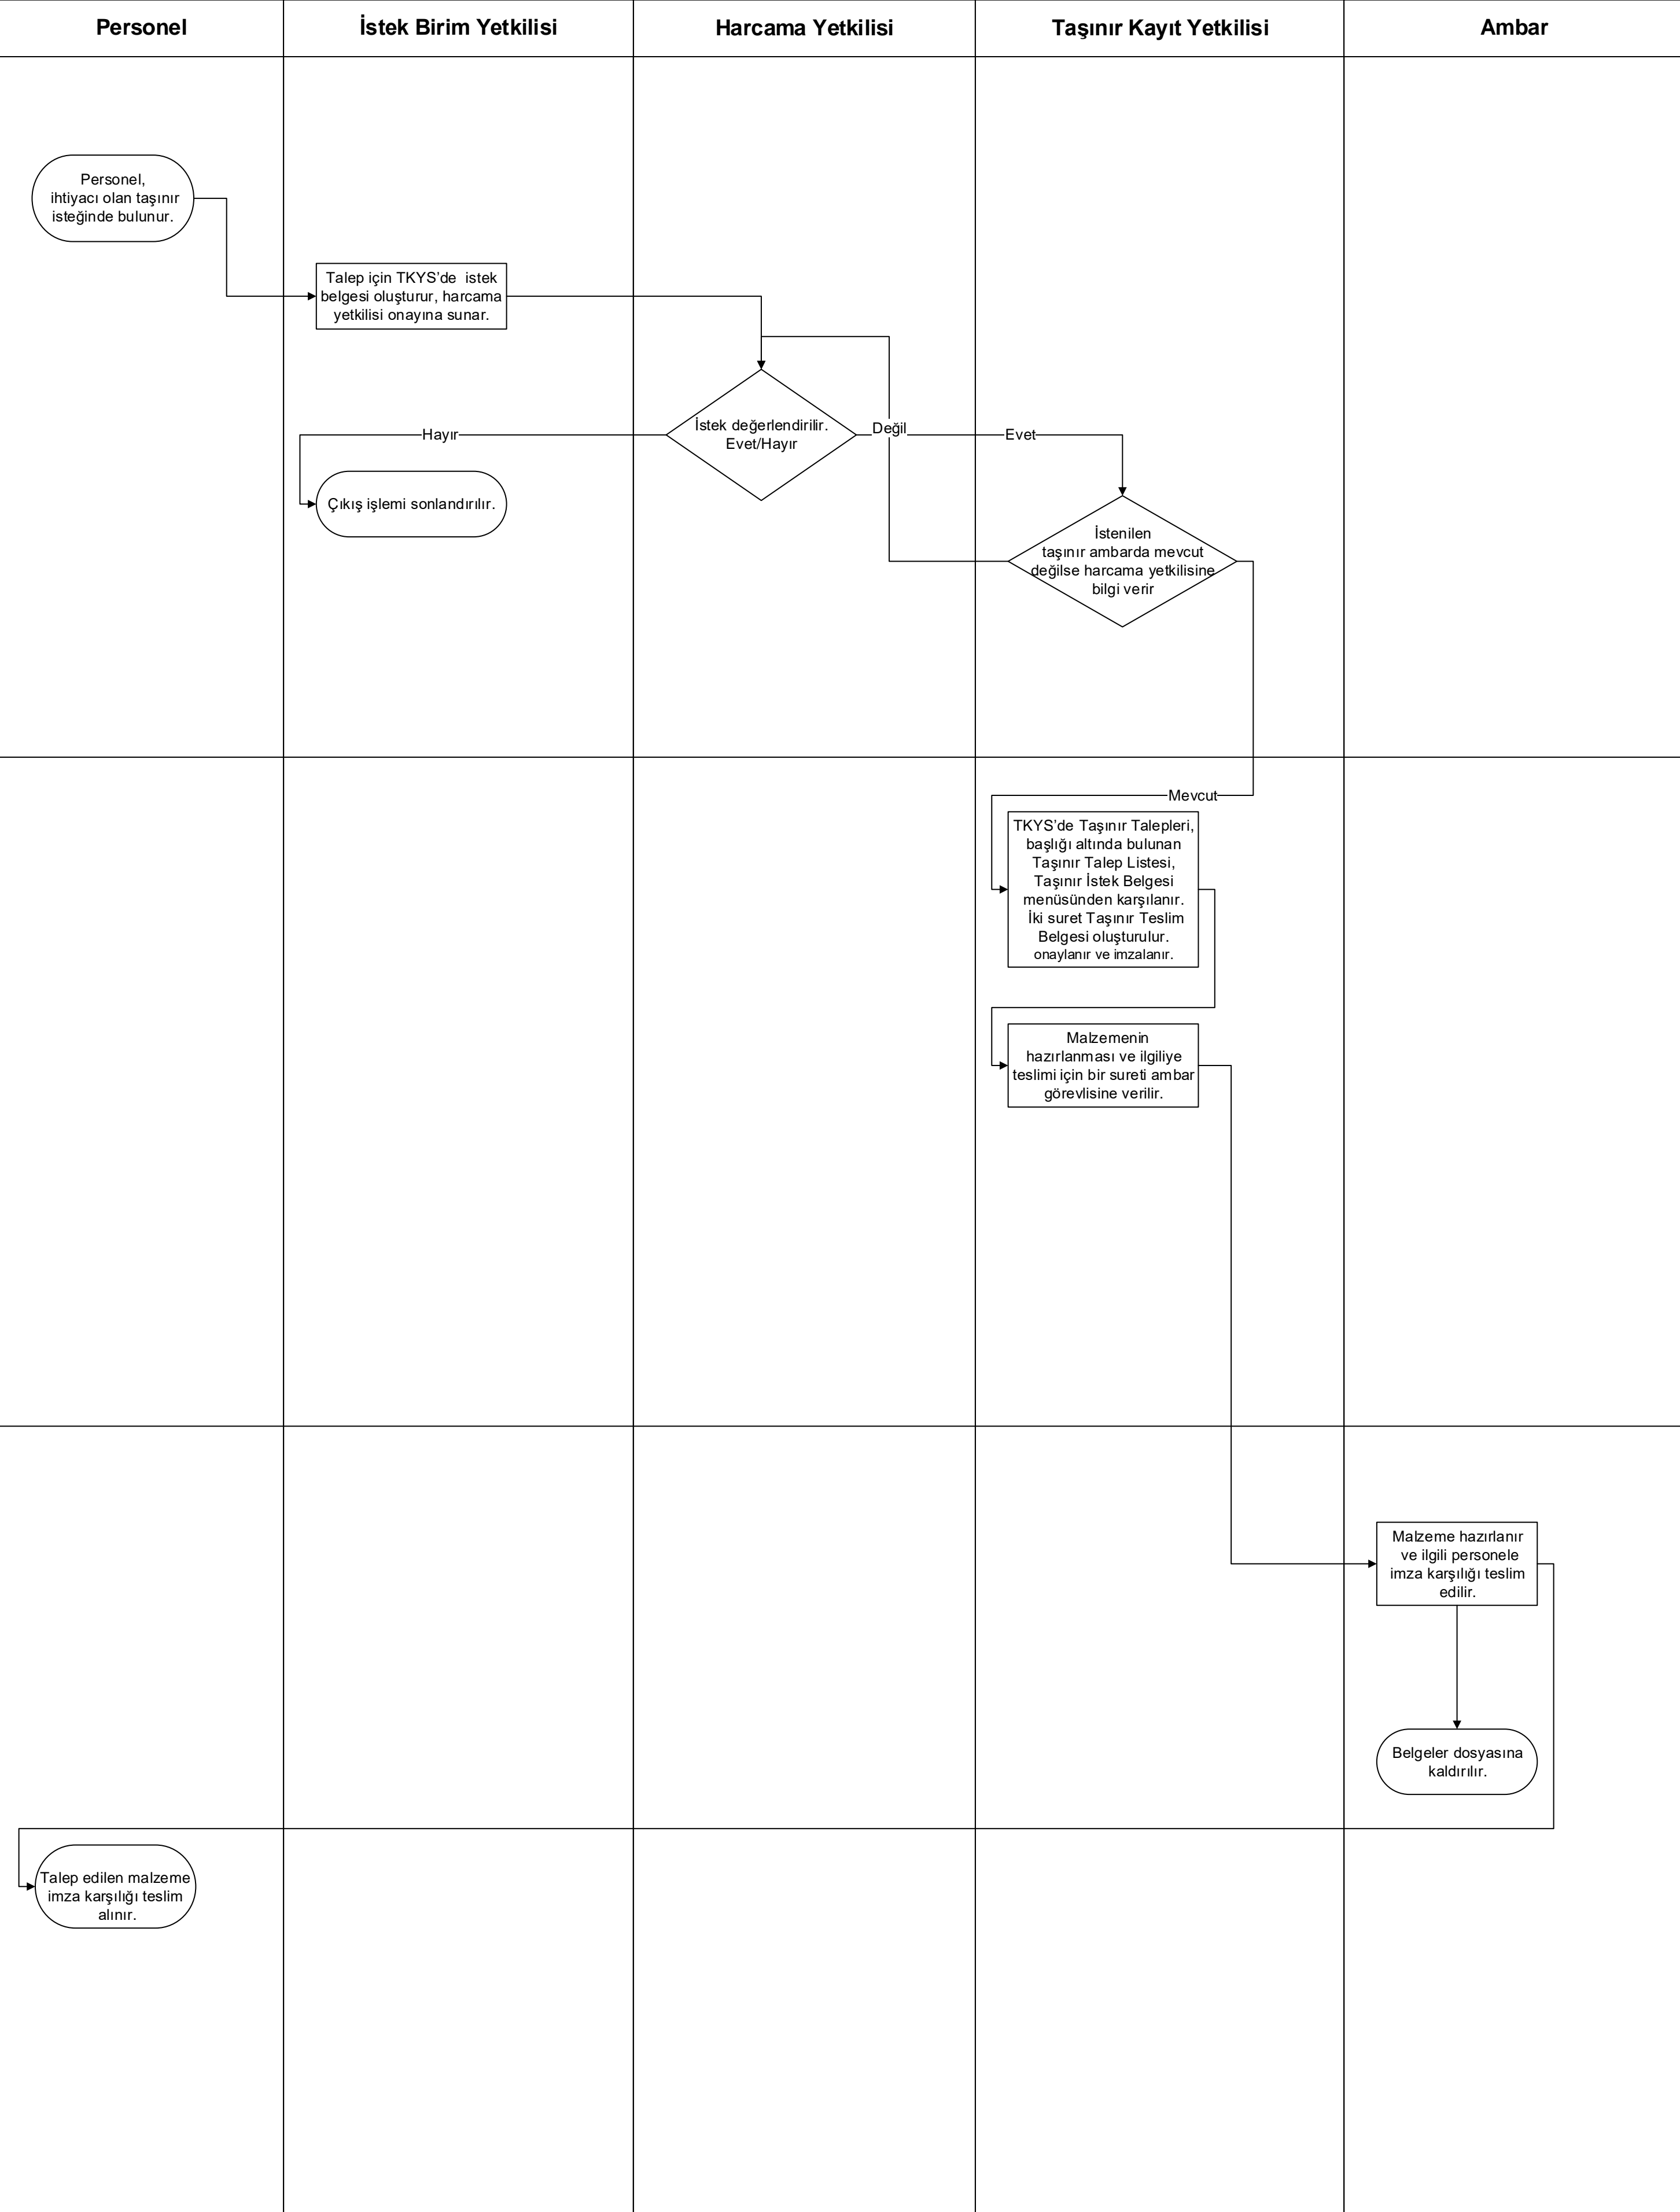 Personel
İstek Birim Yetkilisi
Harcama Yetkilisi
Taşınır Kayıt Yetkilisi
Ambar
Personel,
ihtiyacı olan taşınır
isteğinde bulunur.
Talep için TKYS’de  istek
belgesi oluşturur, harcama
yetkilisi onayına sunar.
İstek değerlendirilir.
Evet/Hayır
Hayır
Değil
Evet
Çıkış işlemi sonlandırılır.
İstenilen
taşınır ambarda mevcut
değilse harcama yetkilisine
bilgi verir
Mevcut
TKYS’de Taşınır Talepleri,
başlığı altında bulunan
Taşınır Talep Listesi,
Taşınır İstek Belgesi
menüsünden karşılanır.
İki suret Taşınır Teslim
Belgesi oluşturulur.
onaylanır ve imzalanır.
Malzemenin
hazırlanması ve ilgiliye
teslimi için bir sureti ambar
görevlisine verilir.
Malzeme hazırlanır
ve ilgili personele
imza karşılığı teslim
edilir.
Belgeler dosyasına
kaldırılır.
Talep edilen malzeme
imza karşılığı teslim
alınır.